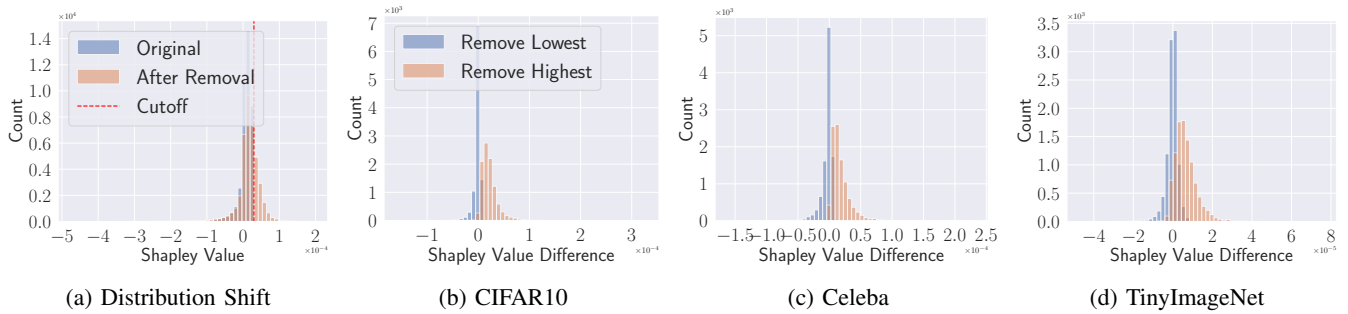 ×10⁴
1.4
1.2
1.0
0.8
0.6
0.4
0.2
0.0
Count
Original
After Removal
Cutoff
−5 −4 −3 −2 −1 0 1 2
×10⁻⁴
Shapley Value
(a) Distribution Shift
×10³
7
6
5
4
3
2
1
0
Count
Remove Lowest
Remove Highest
−1 0 1 2 3
×10⁻⁴
Shapley Value Difference
(b) CIFAR10
×10³
5
4
3
2
1
0
Count
−1.5 −1.0 −0.5 0.0 0.5 1.0 1.5 2.0 2.5
×10⁻⁴
Shapley Value Difference
(c) Celeba
×10³
3.5
3.0
2.5
2.0
1.5
1.0
0.5
0.0
Count
−4 −2 0 2 4 6 8
×10⁻⁵
Shapley Value Difference
(d) TinyImageNet